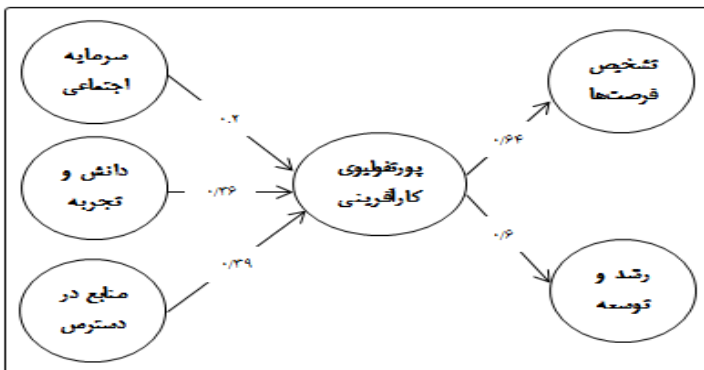 سرمایه
اجتماعی
۰.۲
دانش و
تجربه
۰/۳۶
منابع در
دسترس
۰/۳۹
پورتفولیوی
کارآفرینی
تشخیص
فرصت‌ها
۰/۶۴
رشد و
توسعه
۰/۶